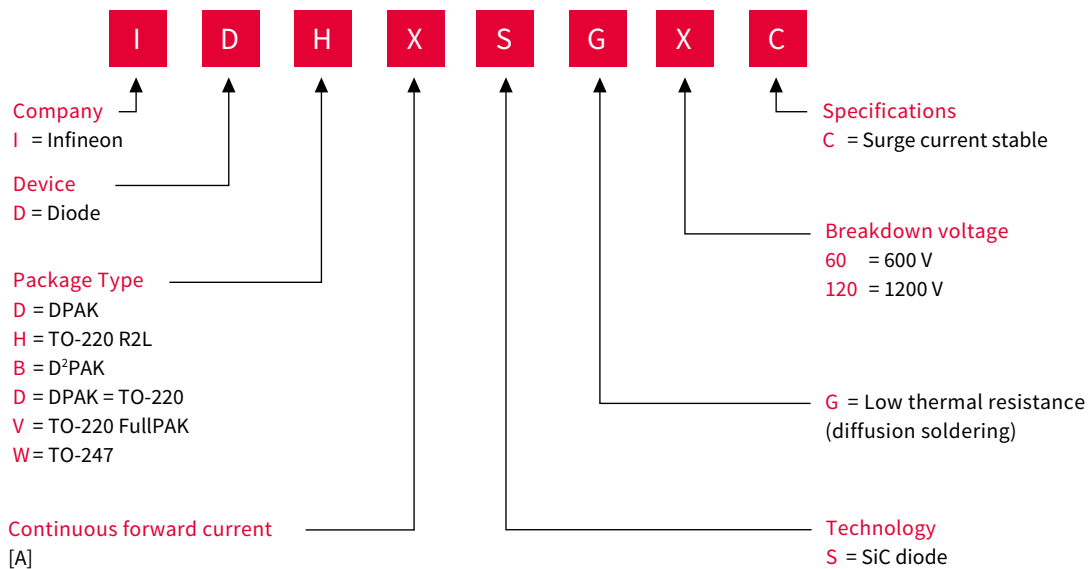 I D H X S G X C
Company
I = Infineon
Device
D = Diode
Package Type
D = DPAK
H = TO-220 R2L
B = D²PAK
D = DPAK = TO-220
V = TO-220 FullPAK
W = TO-247
Continuous forward current
[A]
Specifications
C = Surge current stable
Breakdown voltage
60 = 600 V
120 = 1200 V
G = Low thermal resistance
(diffusion soldering)
Technology
S = SiC diode